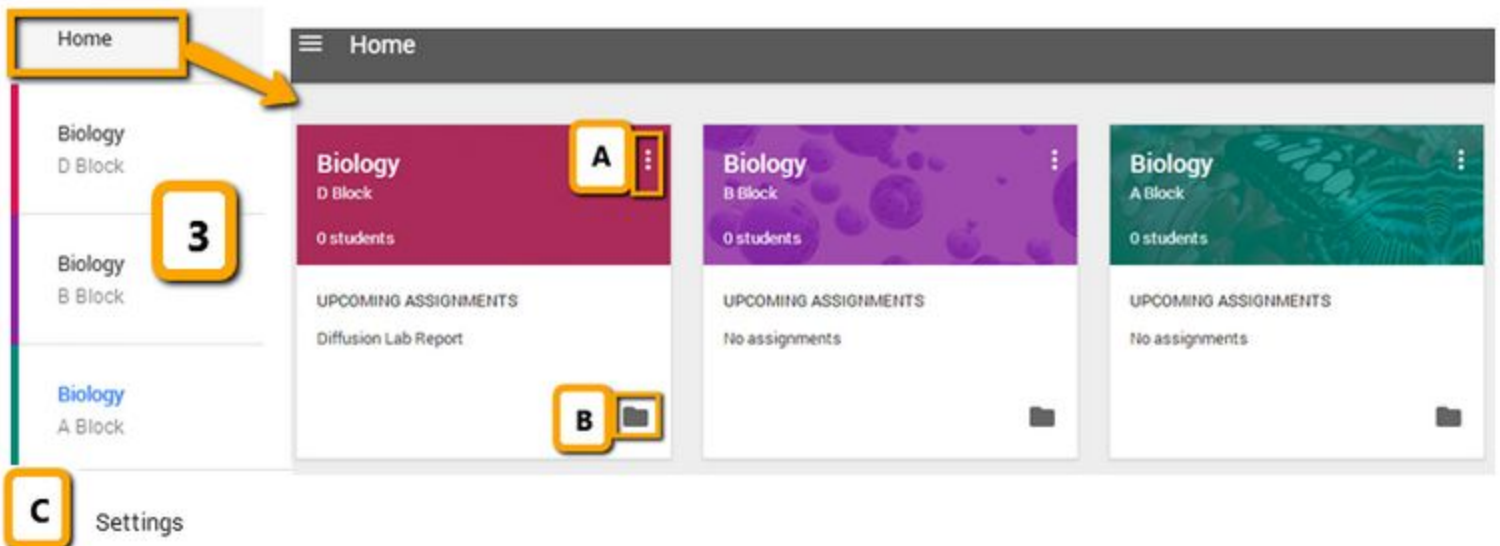 Home
Biology
D Block
3
Biology
B Block
Biology
A Block
C
Settings
Home
Biology
D Block
0 students
A
UPCOMING ASSIGNMENTS
Diffusion Lab Report
B
Biology
B Block
0 students
UPCOMING ASSIGNMENTS
No assignments
Biology
A Block
0 students
UPCOMING ASSIGNMENTS
No assignments